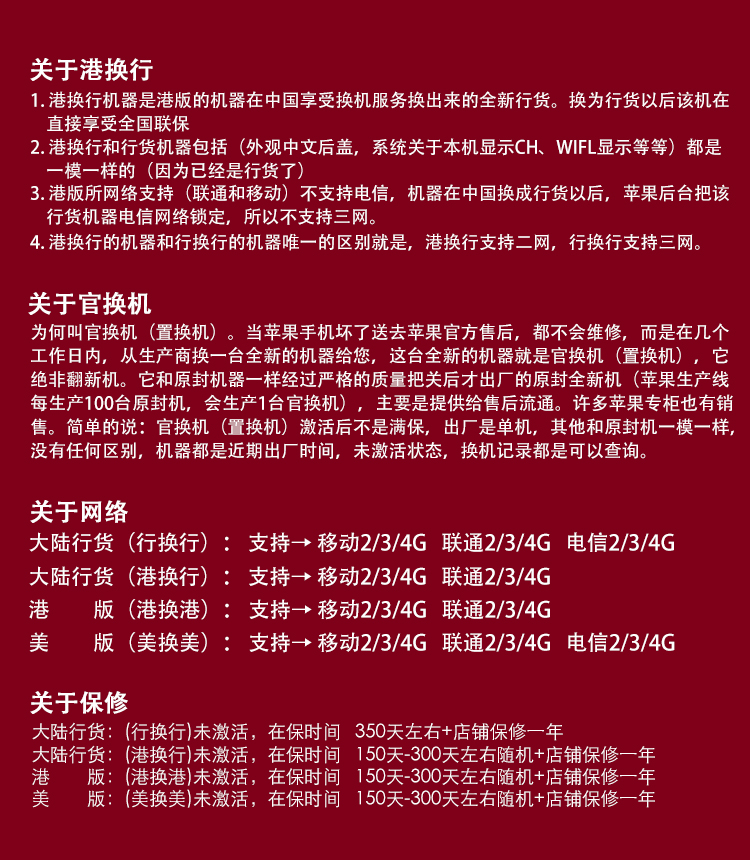 关于港换行
1. 港换行机器是港版的机器在中国享受换机服务换出来的全新行货。换为行货以后该机在
直接享受全国联保
2. 港换行和行货机器包括（外观中文后盖，系统关于本机显示CH、WIFL显示等等）都是
一模一样的（因为已经是行货了）
3. 港版所网络支持（联通和移动）不支持电信，机器在中国换成行货以后，苹果后台把该
行货机器电信网络锁定，所以不支持三网。
4. 港换行的机器和行换行的机器唯一的区别就是，港换行支持二网，行换行支持三网。
关于官换机
为何叫官换机（置换机）。当苹果手机坏了送去苹果官方售后，都不会维修，而是在几个
工作日内，从生产商换一台全新的机器给您，这台全新的机器就是官换机（置换机），它
绝非翻新机。它和原封机器一样经过严格的质量把关后才出厂的原封全新机（苹果生产线
每生产100台原封机，会生产1台官换机），主要是提供给售后流通。许多苹果专柜也有销
售。简单的说：官换机（置换机）激活后不是满保，出厂是单机，其他和原封机一模一样,
没有任何区别，机器都是近期出厂时间，未激活状态，换机记录都是可以查询。
关于网络
大陆行货（行换行）： 支持→ 移动2/3/4G 联通2/3/4G 电信2/3/4G
大陆行货（港换行）： 支持→ 移动2/3/4G 联通2/3/4G
港 版（港换港）： 支持→ 移动2/3/4G 联通2/3/4G
美 版（美换美）： 支持→ 移动2/3/4G 联通2/3/4G 电信2/3/4G
关于保修
大陆行货：(行换行)未激活，在保时间 350天左右+店铺保修一年
大陆行货：(港换行)未激活，在保时间 150天-300天左右随机+店铺保修一年
港 版：(港换港)未激活，在保时间 150天-300天左右随机+店铺保修一年
美 版：(美换美)未激活，在保时间 150天-300天左右随机+店铺保修一年